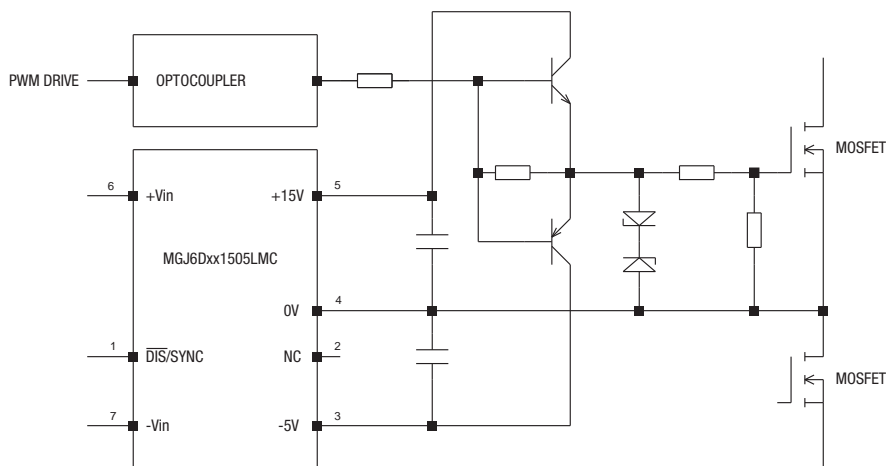 PWM DRIVE
OPTOCOUPLER
MOSFET
6
+Vin
+15V
5
MGJ6Dxx1505LMC
0V
4
1
DIS/SYNC
NC
2
MOSFET
7
-Vin
-5V
3